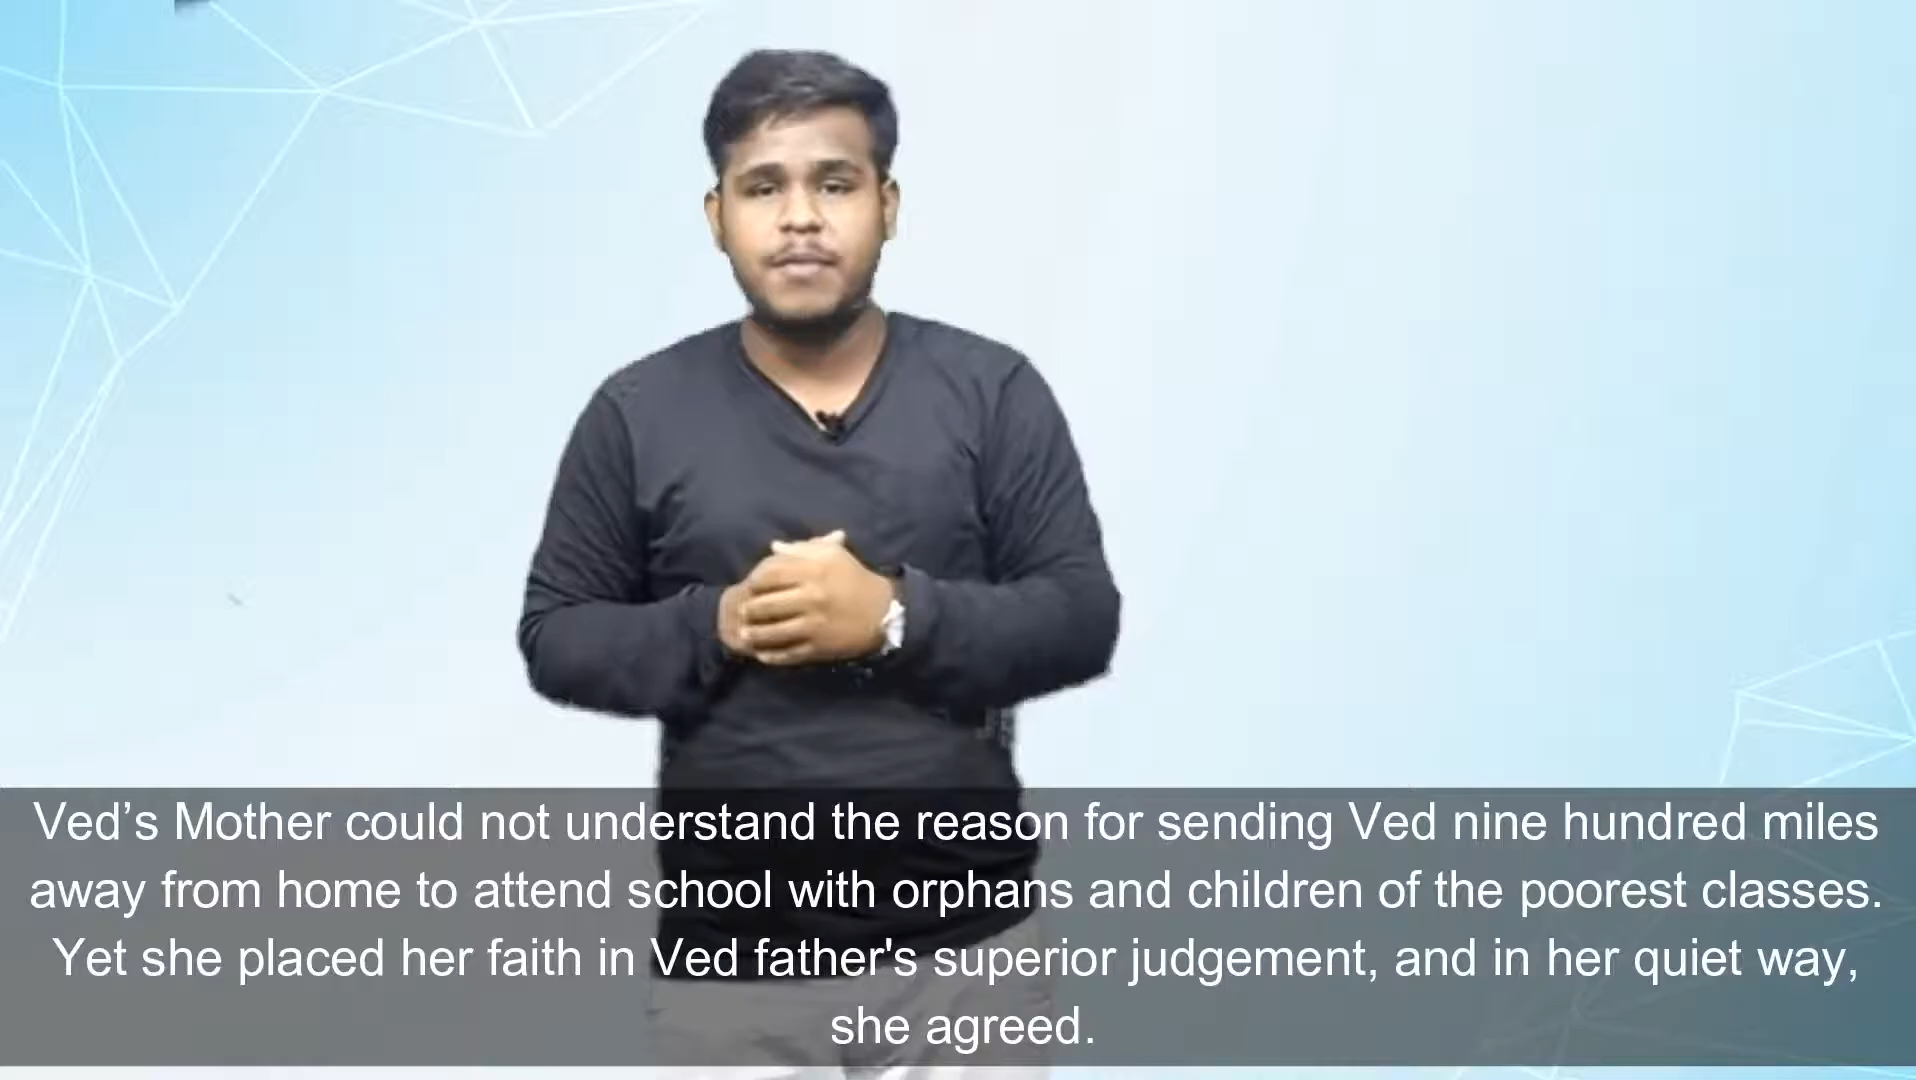 Ved’s Mother could not understand the reason for sending Ved nine hundred miles
away from home to attend school with orphans and children of the poorest classes.
Yet she placed her faith in Ved father's superior judgement, and in her quiet way,
she agreed.